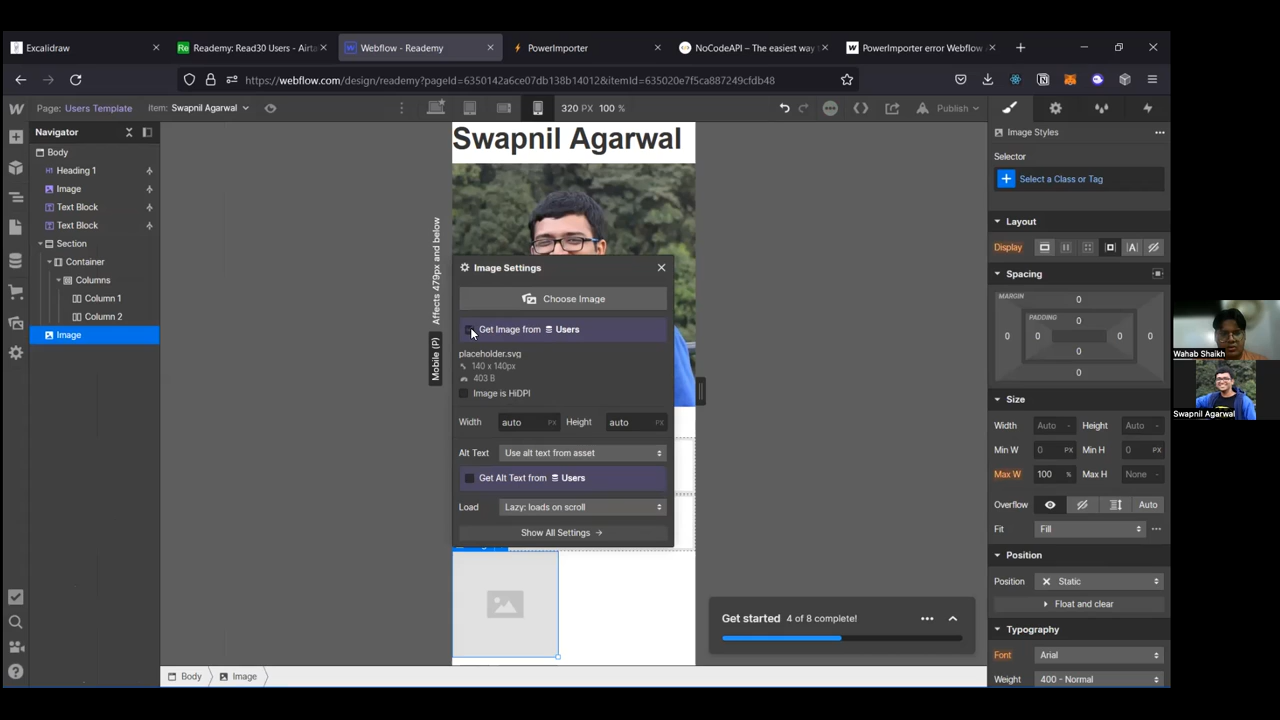 Excalidraw
Readymy: Read30 Users - Airta
Webflow - Reademy
PowerImporter
NoCodeAPI – The easiest way
PowerImporter error Webflow
https://webflow.com/design/reademy?pageId=6350142a6ce07db138b14012&itemId=635020e7f5ca887249cfdb48
Page: Users Template
Item: Swapnil Agarwal
320 PX 100 %
Publish
Navigator
Body
H1 Heading 1
Image
Text Block
Text Block
Section
Container
Columns
Column 1
Column 2
Image
Affects 479px and below
Mobile (P)
Swapnil Agarwal
Image Settings
Choose Image
Get Image from Users
placeholder.svg
140 x 140px
403 B
Image is HiDPI
Width auto PX Height auto PX
Alt Text Use alt text from asset
Get Alt Text from Users
Load Lazy: loads on scroll
Show All Settings
Get started 4 of 8 complete!
Body
Image
Image Styles
Selector
Select a Class or Tag
Layout
Display
Spacing
MARGIN
0
PADDING
0
0 0 0 0
0
0
Size
Width Auto - Height Auto -
Min W 0 PX Min H 0 PX
Max W 100 % Max H None -
Overflow Auto
Fit Fill
Position
Position Static
Float and clear
Typography
Font Arial
Weight 400 - Normal
Wahab Shaikh
Swapnil Agarwal